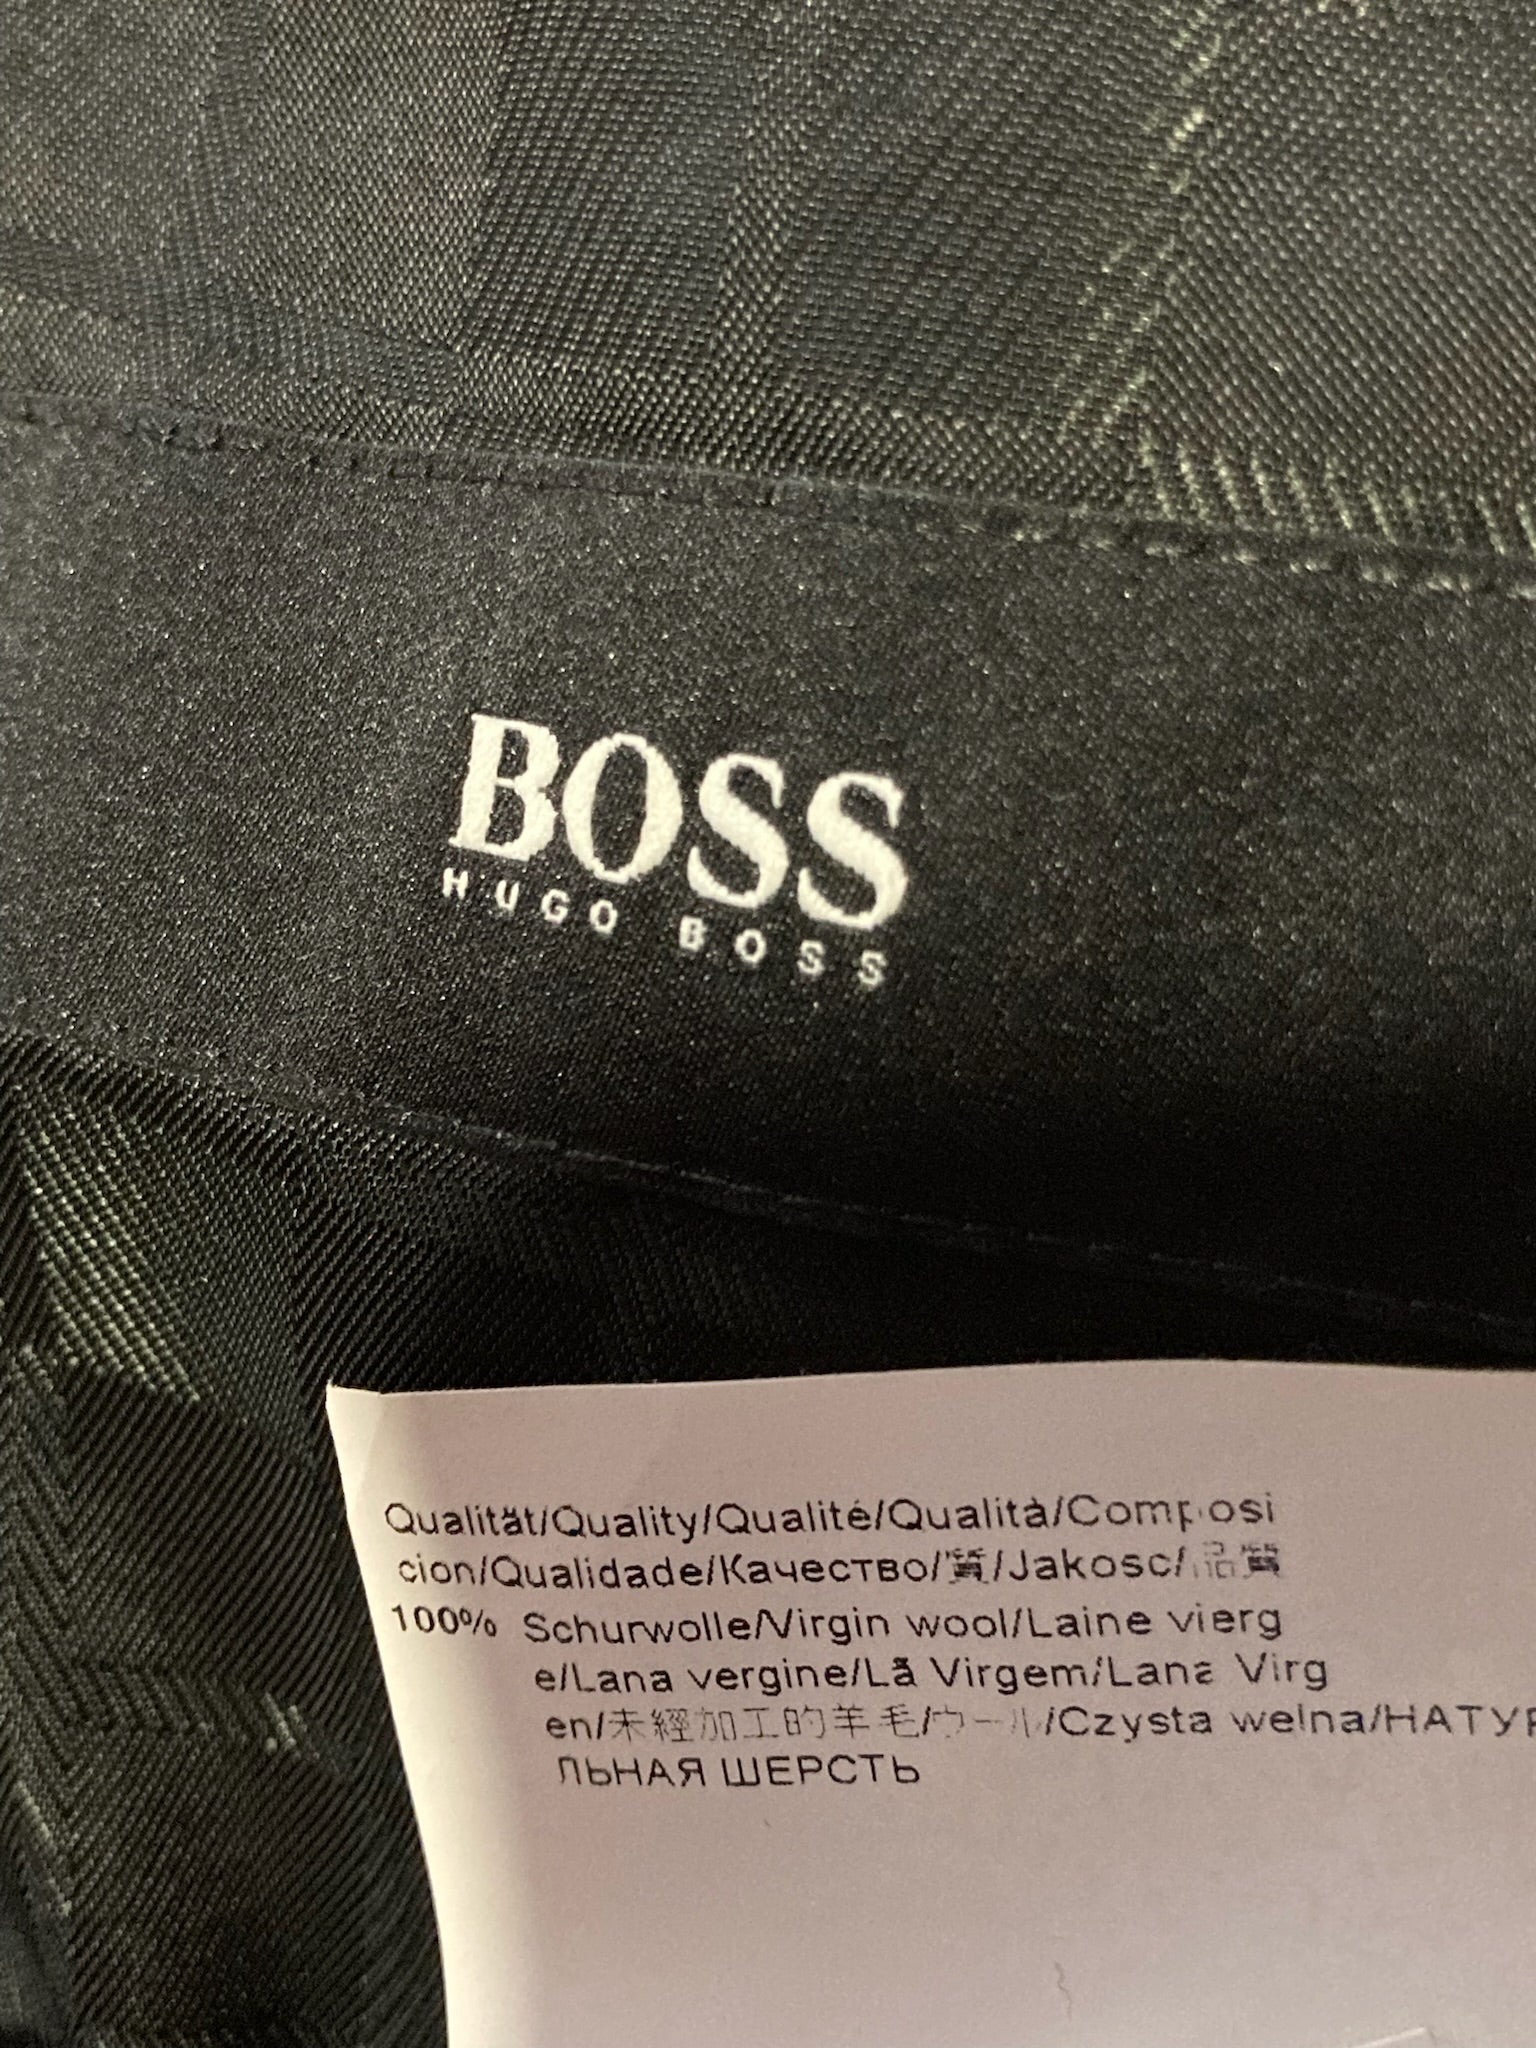 BOSS
HUGO BOSS
Qualität/Quality/Qualité/Qualità/Composi
cion/Qualidade/Качество/質/Jakosc/品質
100% Schurwolle/Virgin wool/Laine vierg
e/Lana vergine/Lã Virgem/Lana Virg
en/未經加工的羊毛/ウール/Czysta welna/НАТУР
ЛЬНАЯ ШЕРСТЬ